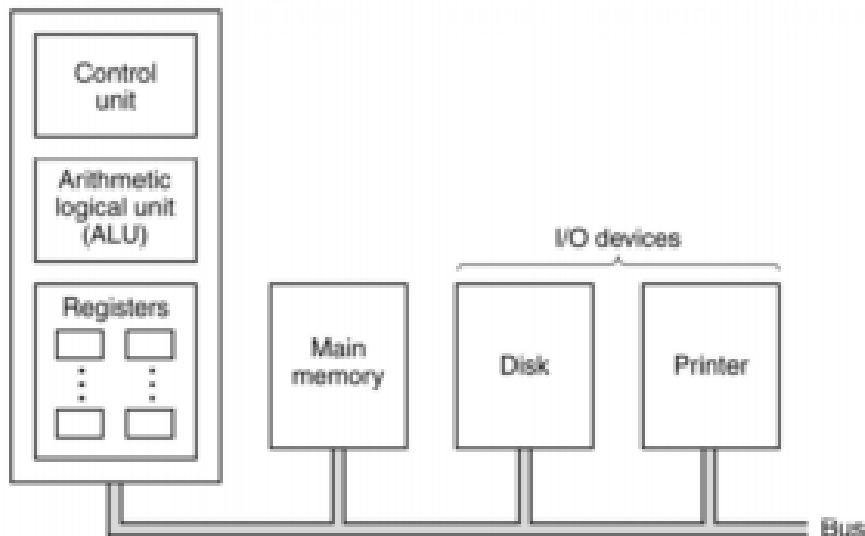 Control
unit
Arithmetic
logical unit
(ALU)
Registers
I/O devices
Main
memory
Disk
Printer
Bus